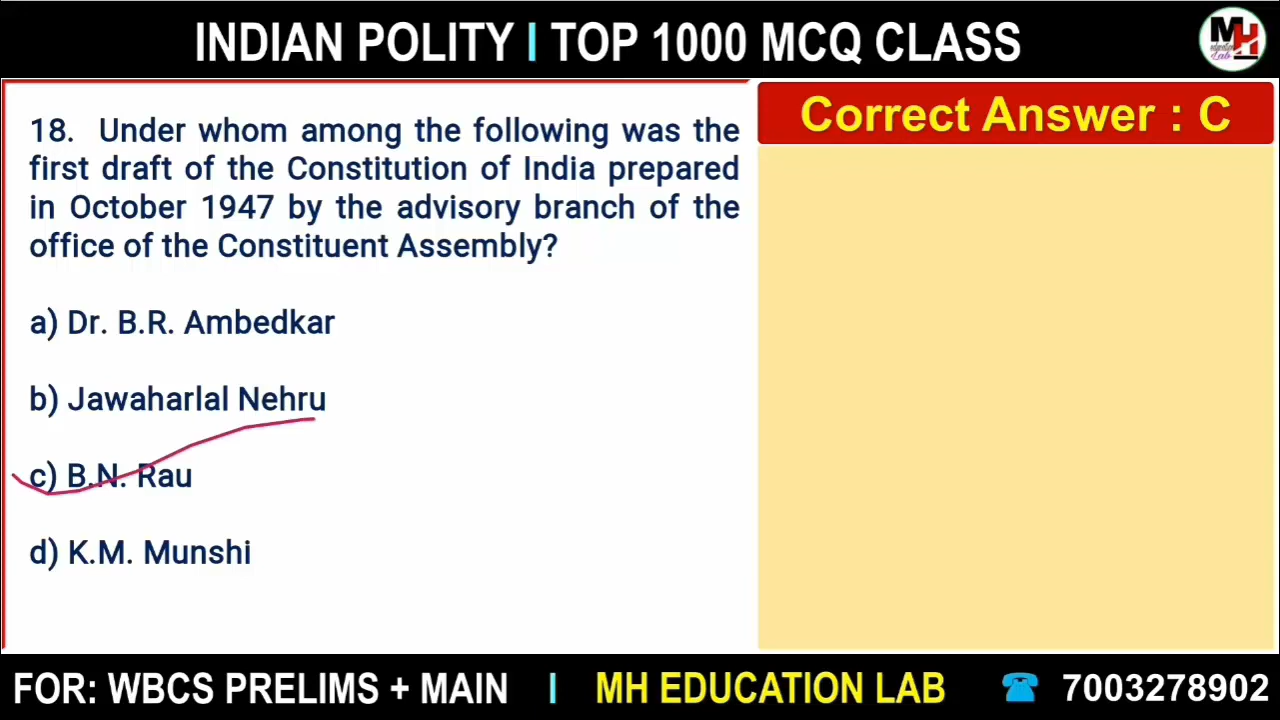 INDIAN POLITY I TOP 1000 MCQ CLASS
MH
education
Lab
18. Under whom among the following was the
first draft of the Constitution of India prepared
in October 1947 by the advisory branch of the
office of the Constituent Assembly?
a) Dr. B.R. Ambedkar
b) Jawaharlal Nehru
c) B.N. Rau
d) K.M. Munshi
Correct Answer : C
FOR: WBCS PRELIMS + MAIN I MH EDUCATION LAB ☎ 7003278902